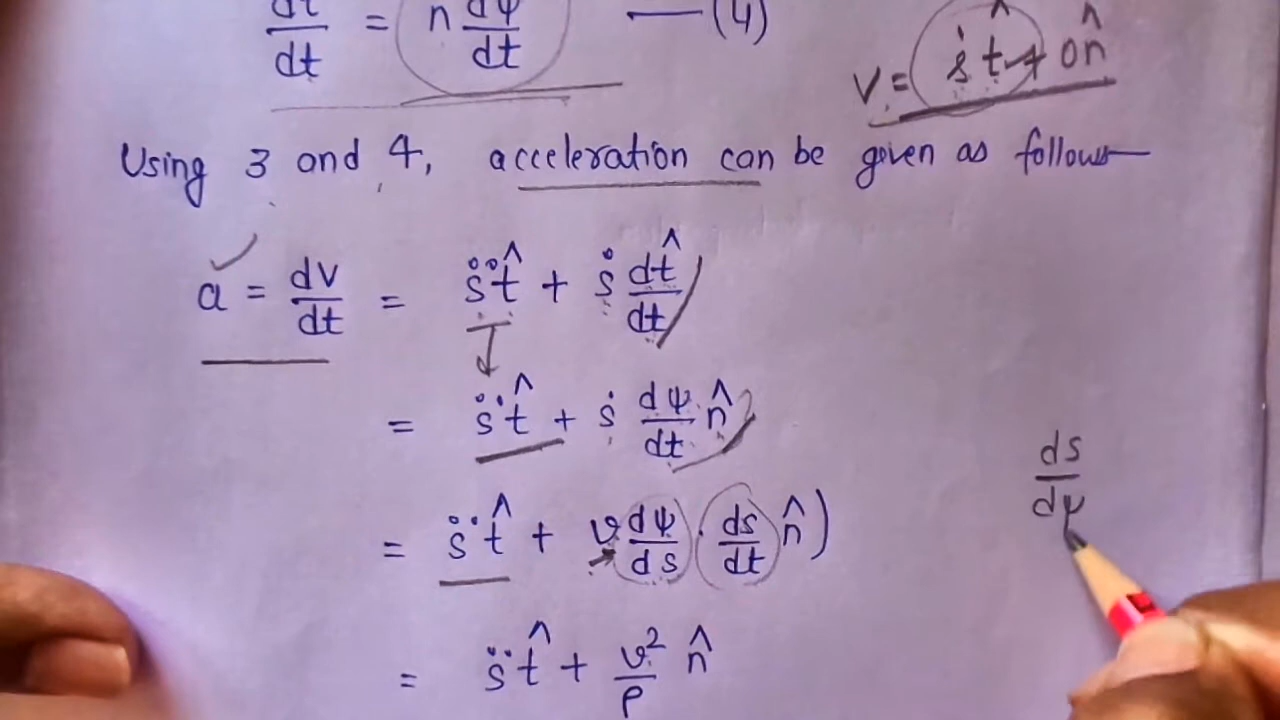 dt̂/dt = n dψ/dt — (4)
v = ṡ t̂ + 0n̂
Using 3 and 4, acceleration can be given as follows—
a = dv/dt = s̈ t̂ + ṡ dt̂/dt
= s̈ t̂ + ṡ dψ/dt n̂
= s̈ t̂ + v dψ/ds · ds/dt n̂)
ds/dψ
= s̈ t̂ + v²/ρ n̂